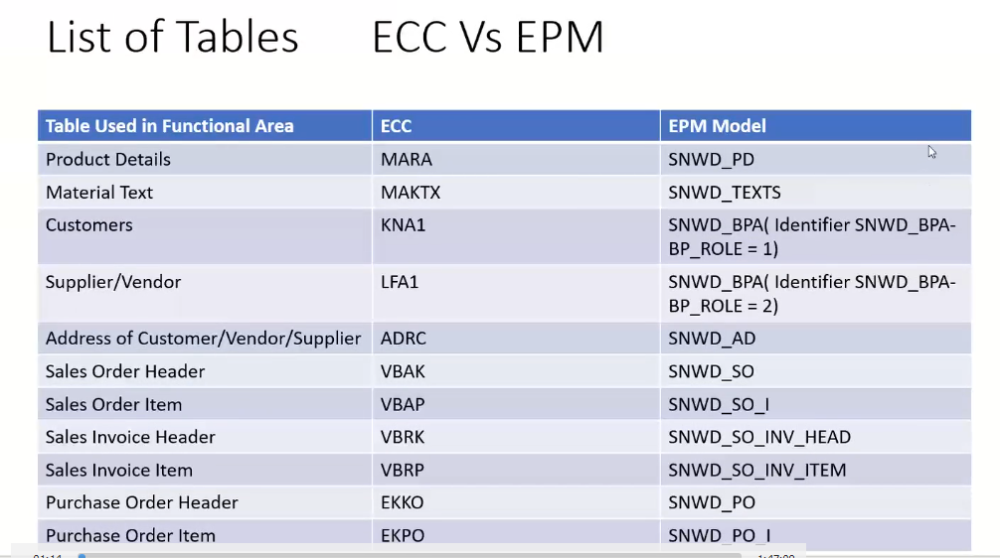 List of Tables ECC Vs EPM
Table Used in Functional Area ECC EPM Model
Product Details MARA SNWD_PD
Material Text MAKTX SNWD_TEXTS
Customers KNA1 SNWD_BPA( Identifier SNWD_BPA-
BP_ROLE = 1)
Supplier/Vendor LFA1 SNWD_BPA( Identifier SNWD_BPA-
BP_ROLE = 2)
Address of Customer/Vendor/Supplier ADRC SNWD_AD
Sales Order Header VBAK SNWD_SO
Sales Order Item VBAP SNWD_SO_I
Sales Invoice Header VBRK SNWD_SO_INV_HEAD
Sales Invoice Item VBRP SNWD_SO_INV_ITEM
Purchase Order Header EKKO SNWD_PO
Purchase Order Item EKPO SNWD_PO_I